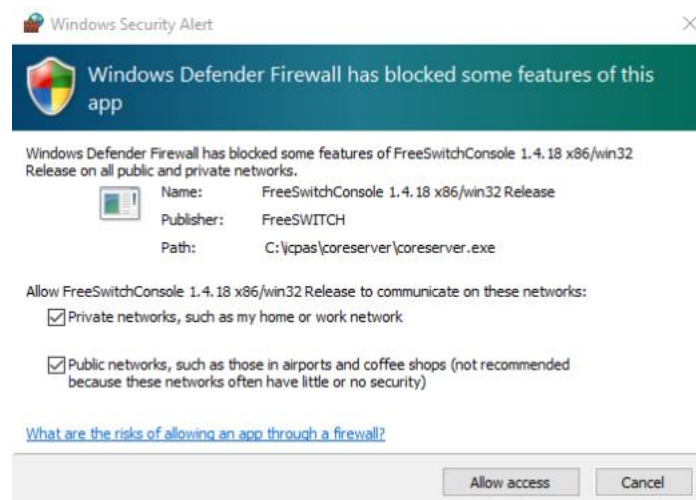 Windows Security Alert
Windows Defender Firewall has blocked some features of this
app
Windows Defender Firewall has blocked some features of FreeSwitchConsole 1.4.18 x86/win32
Release on all public and private networks.
Name: FreeSwitchConsole 1.4.18 x86/win32 Release
Publisher: FreeSWITCH
Path: C:\icpas\coreserver\coreserver.exe
Allow FreeSwitchConsole 1.4.18 x86/win32 Release to communicate on these networks:
Private networks, such as my home or work network
Public networks, such as those in airports and coffee shops (not recommended
because these networks often have little or no security)
What are the risks of allowing an app through a firewall?
Allow access Cancel